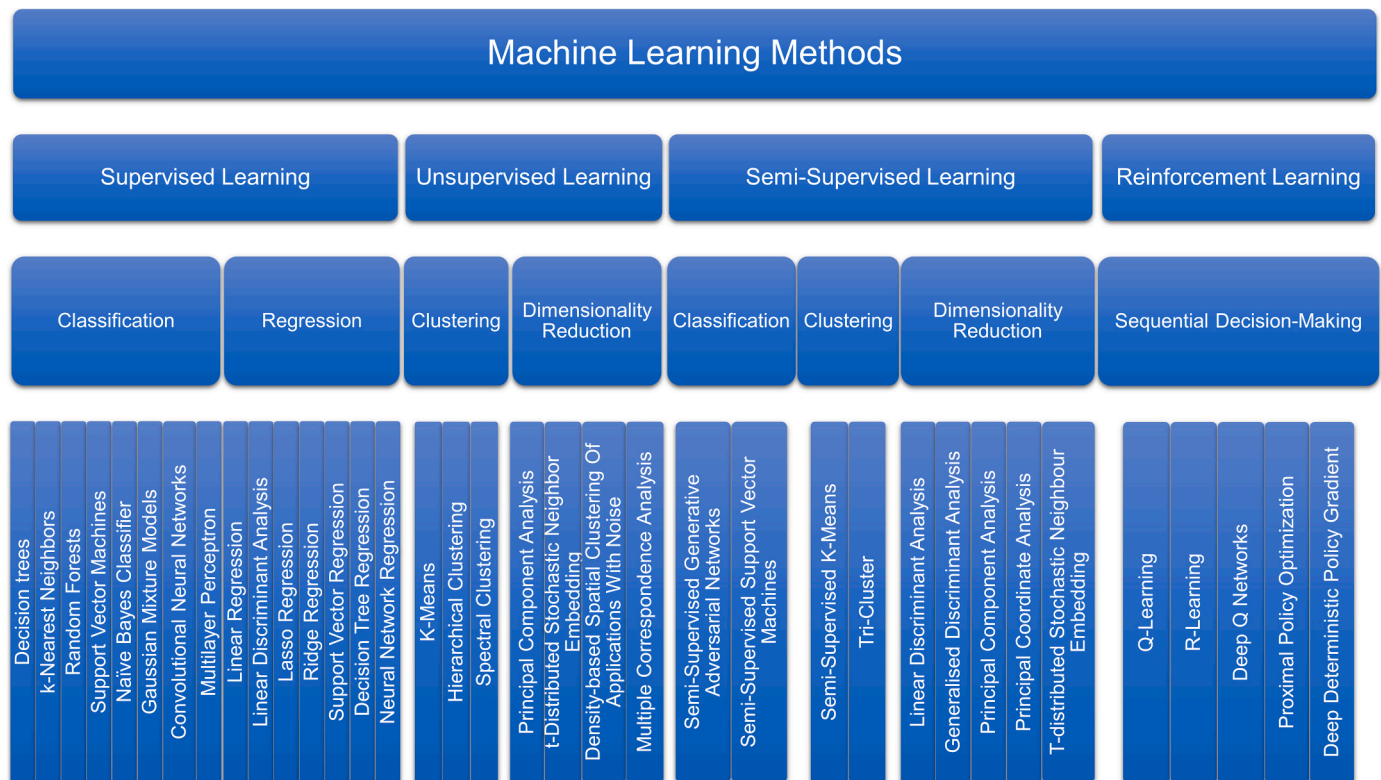 Machine Learning Methods
Supervised Learning
Unsupervised Learning
Semi-Supervised Learning
Reinforcement Learning
Classification
Regression
Clustering
Dimensionality
Reduction
Classification
Clustering
Dimensionality
Reduction
Sequential Decision-Making
Decision trees
k-Nearest Neighbors
Random Forests
Support Vector Machines
Naïve Bayes Classifier
Gaussian Mixture Models
Convolutional Neural Networks
Multilayer Perceptron
Linear Regression
Linear Discriminant Analysis
Lasso Regression
Ridge Regression
Support Vector Regression
Decision Tree Regression
Neural Network Regression
K-Means
Hierarchical Clustering
Spectral Clustering
Principal Component Analysis
t-Distributed Stochastic Neighbor
Embedding
Density-based Spatial Clustering Of
Applications With Noise
Multiple Correspondence Analysis
Semi-Supervised Generative
Adversarial Networks
Semi-Supervised Support Vector
Machines
Semi-Supervised K-Means
Tri-Cluster
Linear Discriminant Analysis
Generalised Discriminant Analysis
Principal Component Analysis
Principal Coordinate Analysis
T-distributed Stochastic Neighbour
Embedding
Q-Learning
R-Learning
Deep Q Networks
Proximal Policy Optimization
Deep Deterministic Policy Gradient